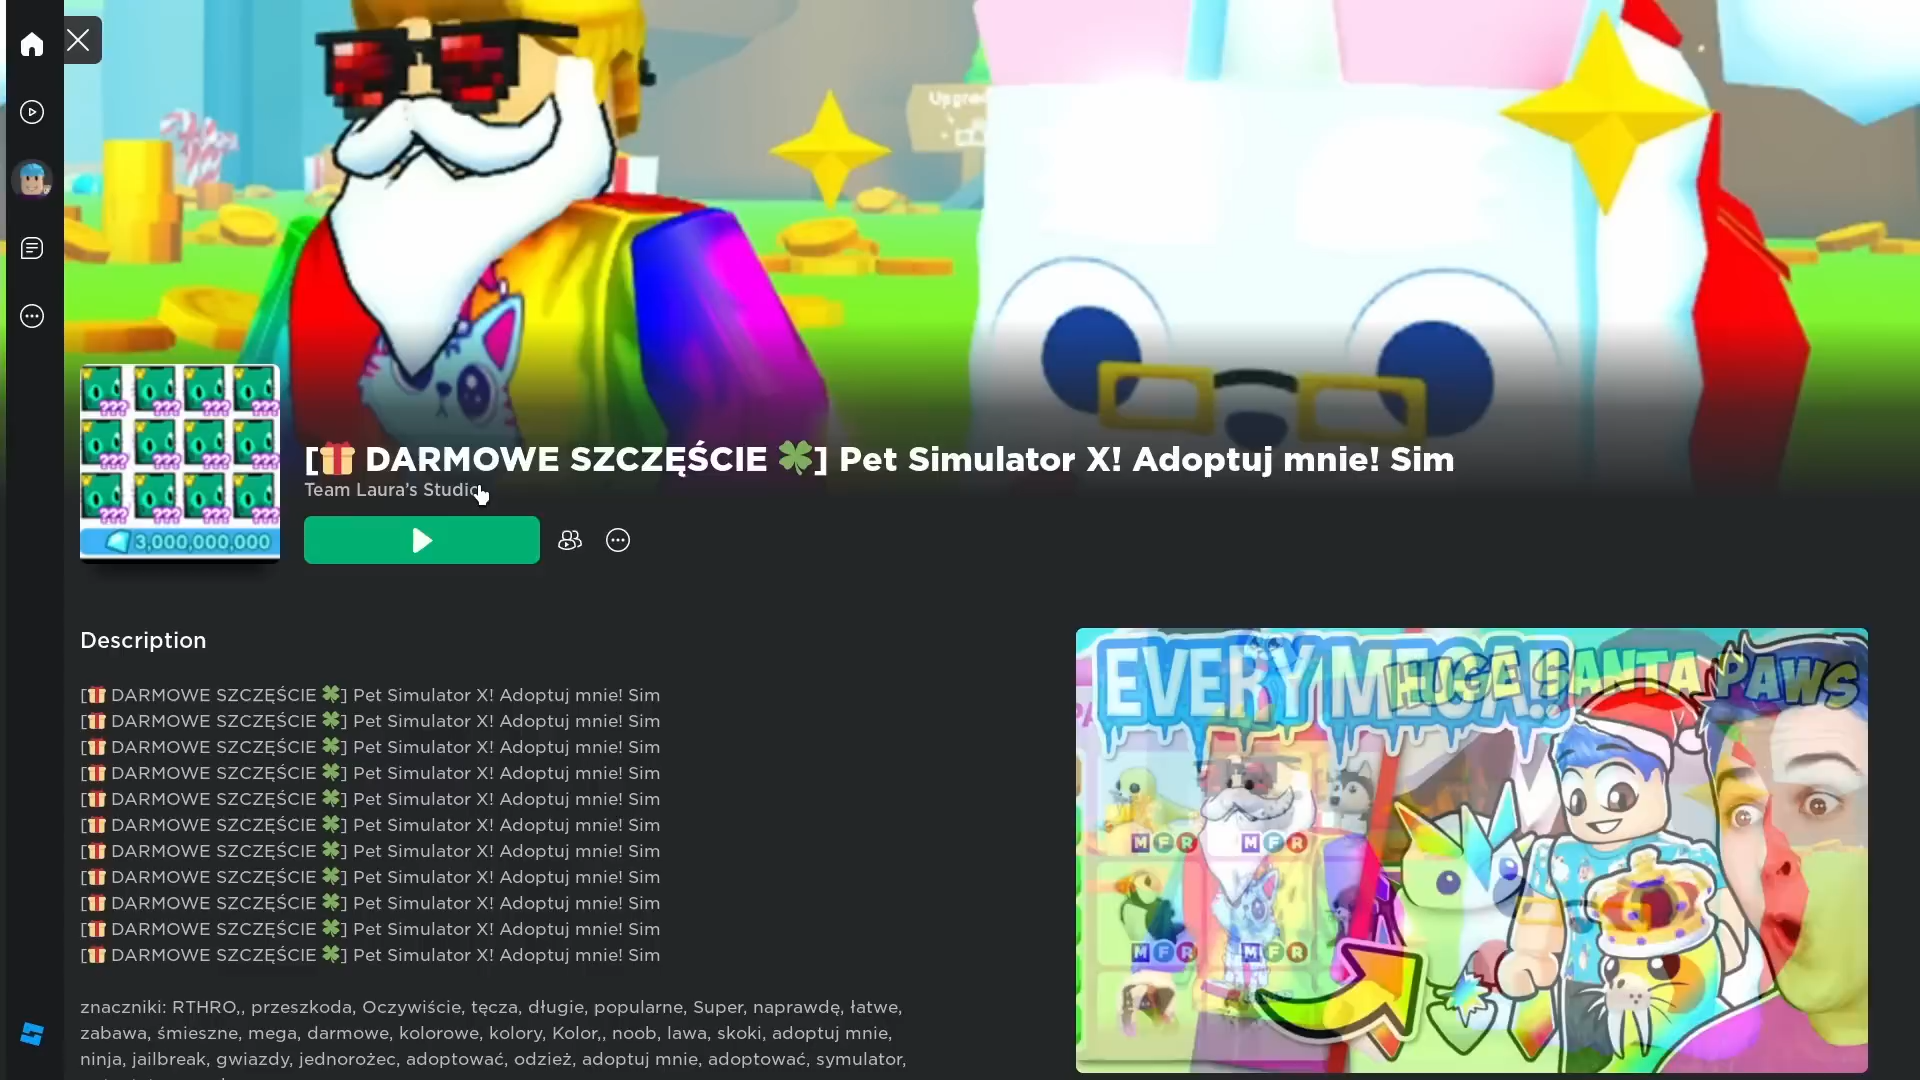 Upgrade
[🎁 DARMOWE SZCZĘŚCIE 🍀] Pet Simulator X! Adoptuj mnie! Sim
Team Laura's Studio
??? ??? ??? ???
??? ??? ??? ???
??? ??? ??? ???
3,000,000,000
Description
[🎁 DARMOWE SZCZĘŚCIE 🍀] Pet Simulator X! Adoptuj mnie! Sim
[🎁 DARMOWE SZCZĘŚCIE 🍀] Pet Simulator X! Adoptuj mnie! Sim
[🎁 DARMOWE SZCZĘŚCIE 🍀] Pet Simulator X! Adoptuj mnie! Sim
[🎁 DARMOWE SZCZĘŚCIE 🍀] Pet Simulator X! Adoptuj mnie! Sim
[🎁 DARMOWE SZCZĘŚCIE 🍀] Pet Simulator X! Adoptuj mnie! Sim
[🎁 DARMOWE SZCZĘŚCIE 🍀] Pet Simulator X! Adoptuj mnie! Sim
[🎁 DARMOWE SZCZĘŚCIE 🍀] Pet Simulator X! Adoptuj mnie! Sim
[🎁 DARMOWE SZCZĘŚCIE 🍀] Pet Simulator X! Adoptuj mnie! Sim
[🎁 DARMOWE SZCZĘŚCIE 🍀] Pet Simulator X! Adoptuj mnie! Sim
[🎁 DARMOWE SZCZĘŚCIE 🍀] Pet Simulator X! Adoptuj mnie! Sim
[🎁 DARMOWE SZCZĘŚCIE 🍀] Pet Simulator X! Adoptuj mnie! Sim
znaczniki: RTHRO,, przeszkoda, Oczywiście, tęcza, długie, popularne, Super, naprawdę, łatwe,
zabawa, śmieszne, mega, darmowe, kolorowe, kolory, Kolor,, noob, lawa, skoki, adoptuj mnie,
ninja, jailbreak, gwiazdy, jednorożec, adoptować, odzież, adoptuj mnie, adoptować, symulator,
EVERY MEGA!!
HUGE SANTA PAWS
M F R M F R
M F R M F R